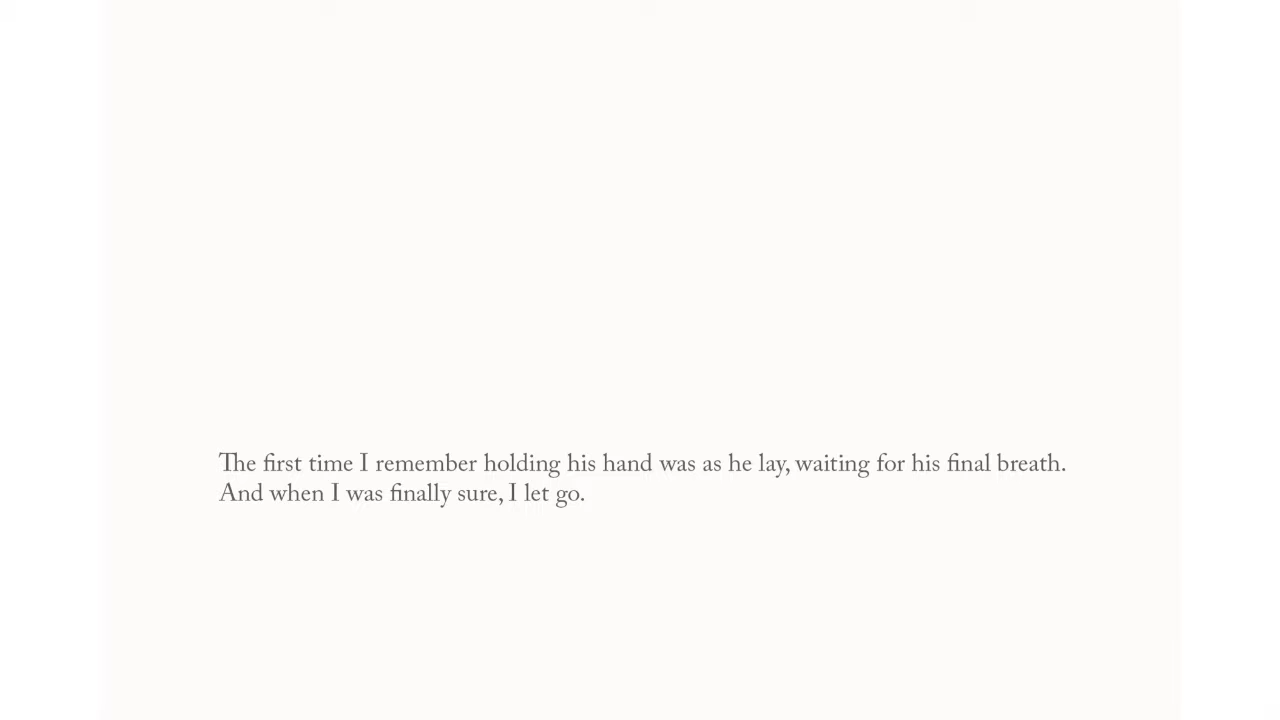 The first time I remember holding his hand was as he lay, waiting for his final breath.
And when I was finally sure, I let go.